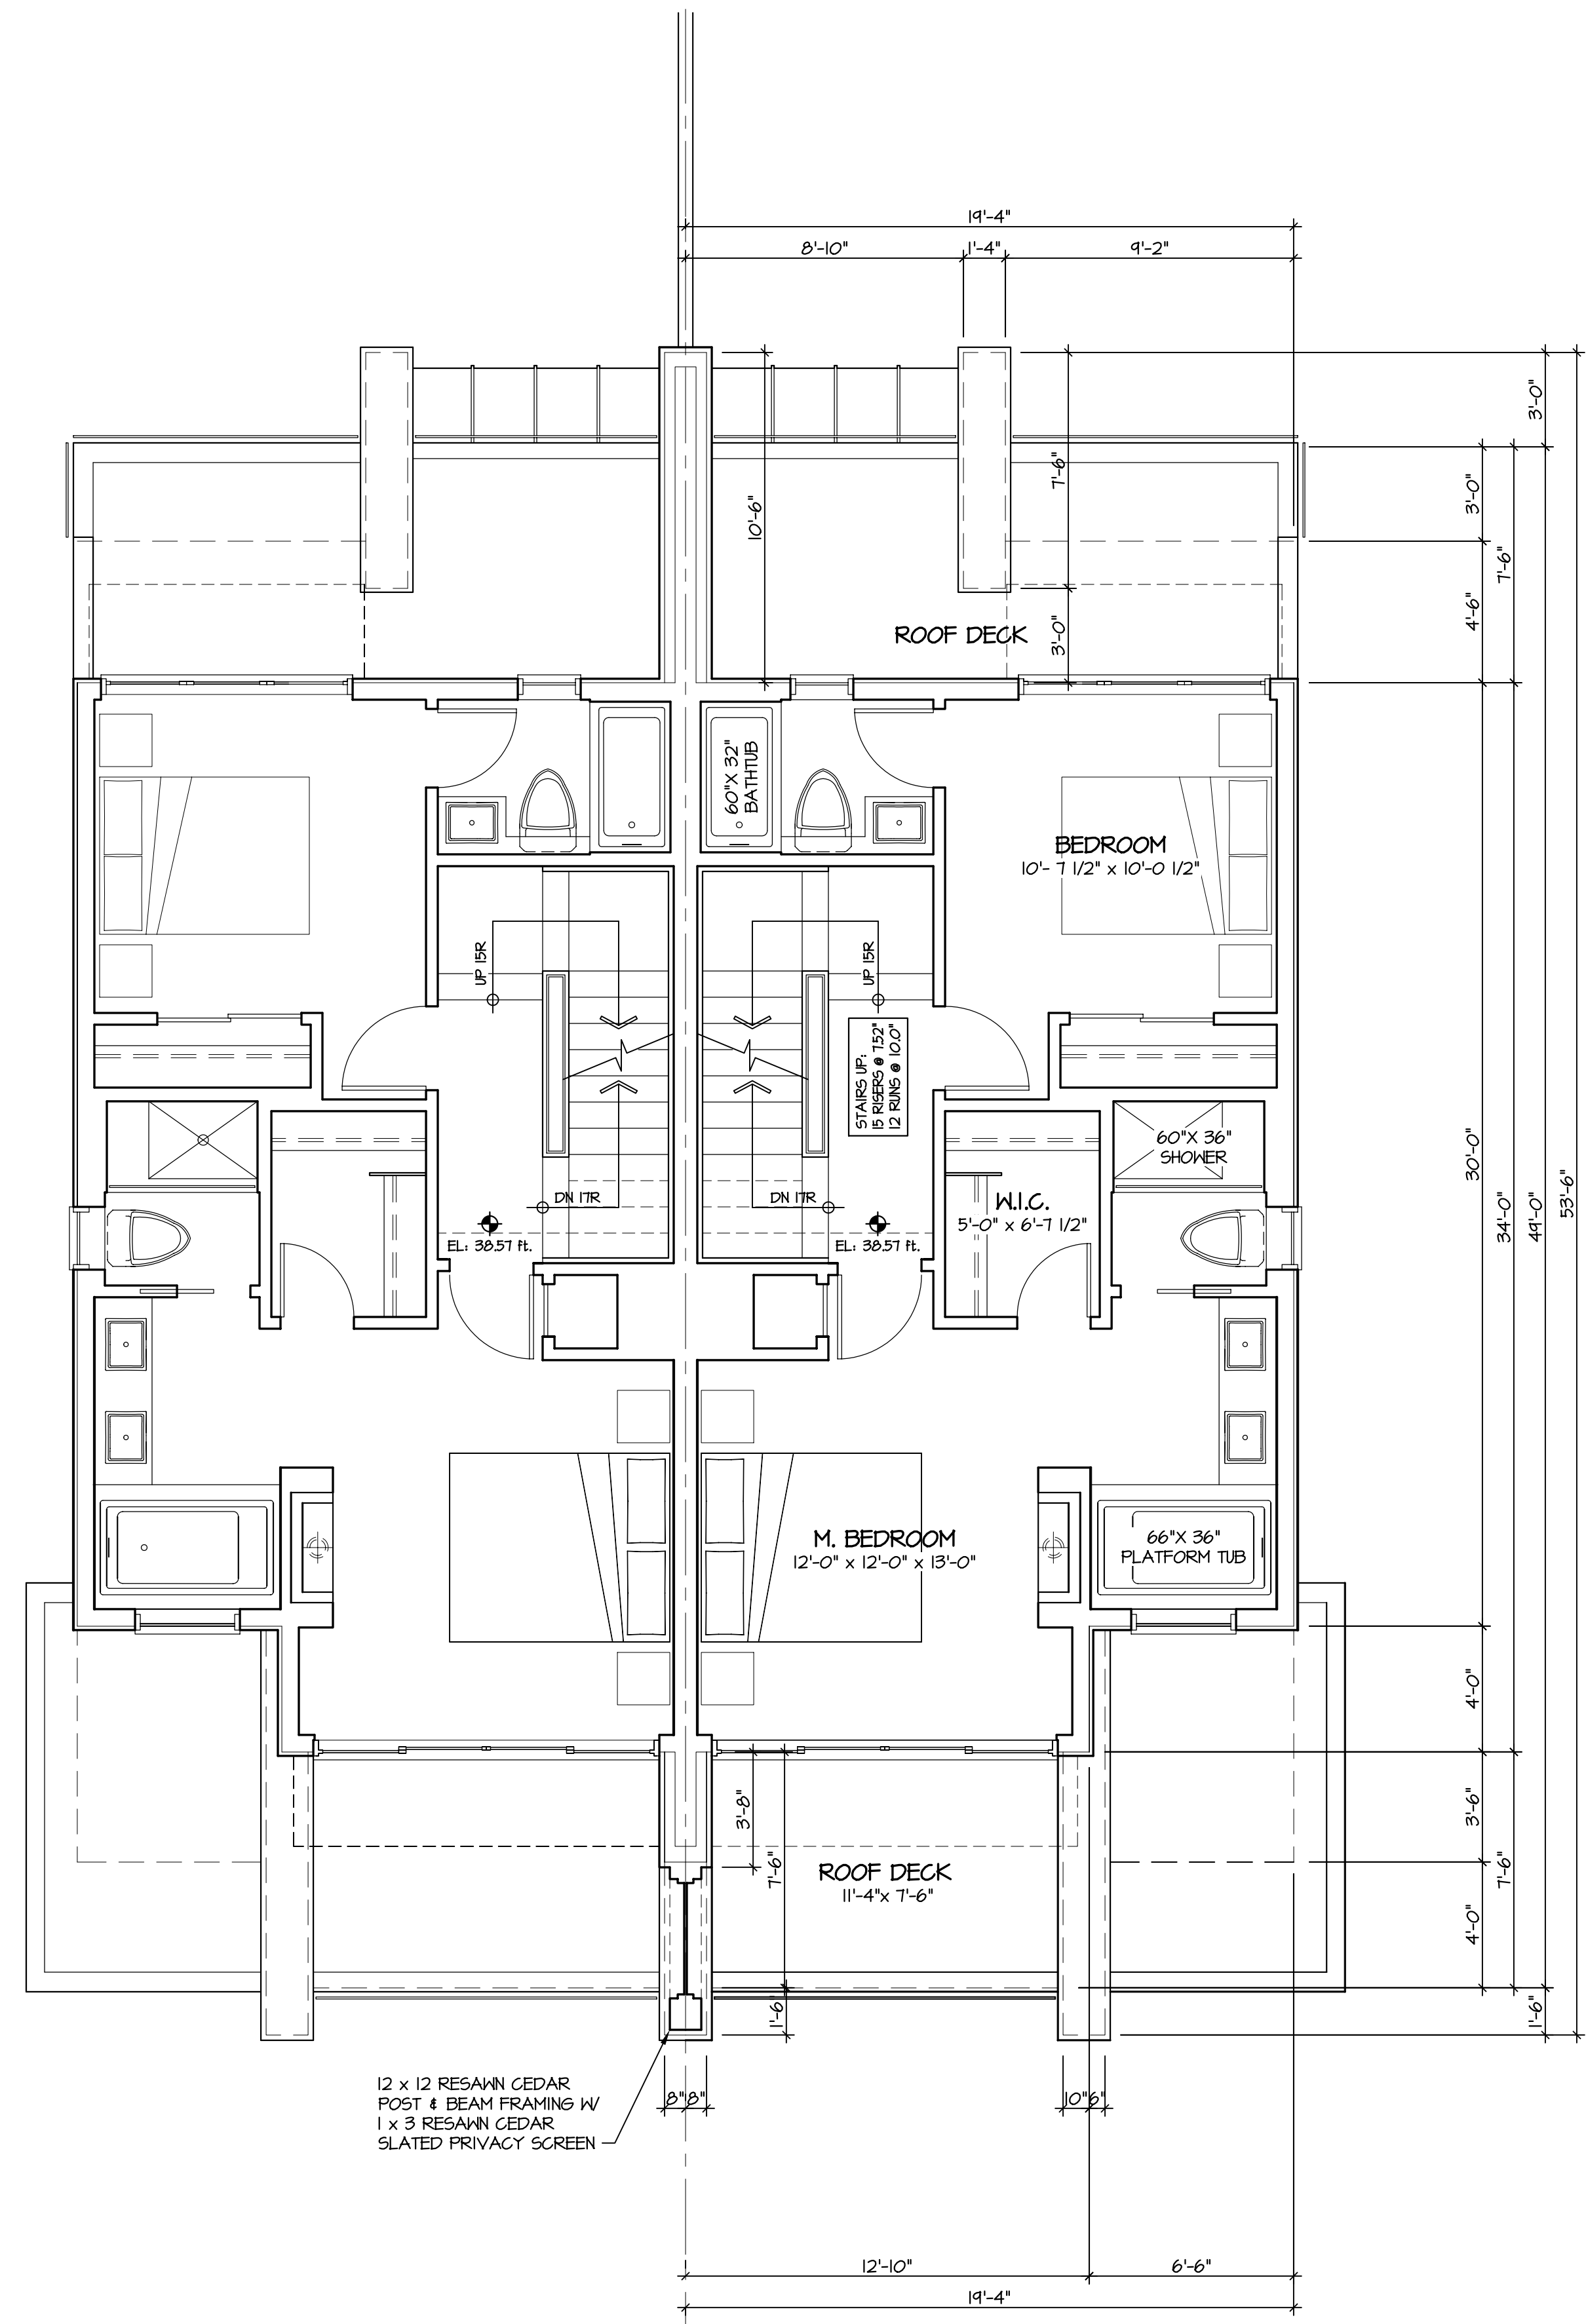 19'-4"
8'-10"
1'-4"
9'-2"
3'-0"
7'-6"
10'-6"
3'-0"
7'-6"
4'-6"
3'-0"
ROOF DECK
60"X 32"
BATHTUB
BEDROOM
10'- 7 1/2" x 10'-0 1/2"
UP 15R
UP 15R
STAIRS UP:
15 RISERS @ 7.52"
12 RUNS @ 10.0"
60"X 36"
SHOWER
30'-0"
34'-0"
44'-0"
53'-6"
DN 17R
DN 17R
W.I.C.
5'-0" x 6'-7 1/2"
EL: 38.57 ft.
EL: 38.57 ft.
M. BEDROOM
12'-0" x 12'-0" x 13'-0"
66"X 36"
PLATFORM TUB
4'-0"
3'-8"
3'-6"
7'-6"
ROOF DECK
11'-4"x 7'-6"
7'-6"
4'-0"
1'-6"
1'-6"
12 x 12 RESAWN CEDAR
POST & BEAM FRAMING W/
1 x 3 RESAWN CEDAR
SLATED PRIVACY SCREEN
8"
8"
10"
6"
12'-10"
6'-6"
19'-4"